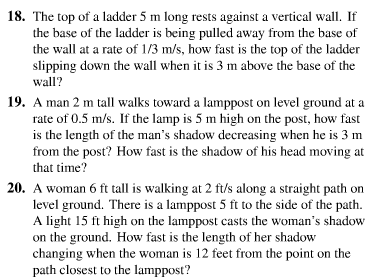 18. The top of a ladder 5 m long rests against a vertical wall. If
the base of the ladder is being pulled away from the base of
the wall at a rate of 1/3 m/s, how fast is the top of the ladder
slipping down the wall when it is 3 m above the base of the
wall?
19. A man 2 m tall walks toward a lamppost on level ground at a
rate of 0.5 m/s. If the lamp is 5 m high on the post, how fast
is the length of the man's shadow decreasing when he is 3 m
from the post? How fast is the shadow of his head moving at
that time?
20. A woman 6 ft tall is walking at 2 ft/s along a straight path on
level ground. There is a lamppost 5 ft to the side of the path.
A light 15 ft high on the lamppost casts the woman's shadow
on the ground. How fast is the length of her shadow
changing when the woman is 12 feet from the point on the
path closest to the lamppost?